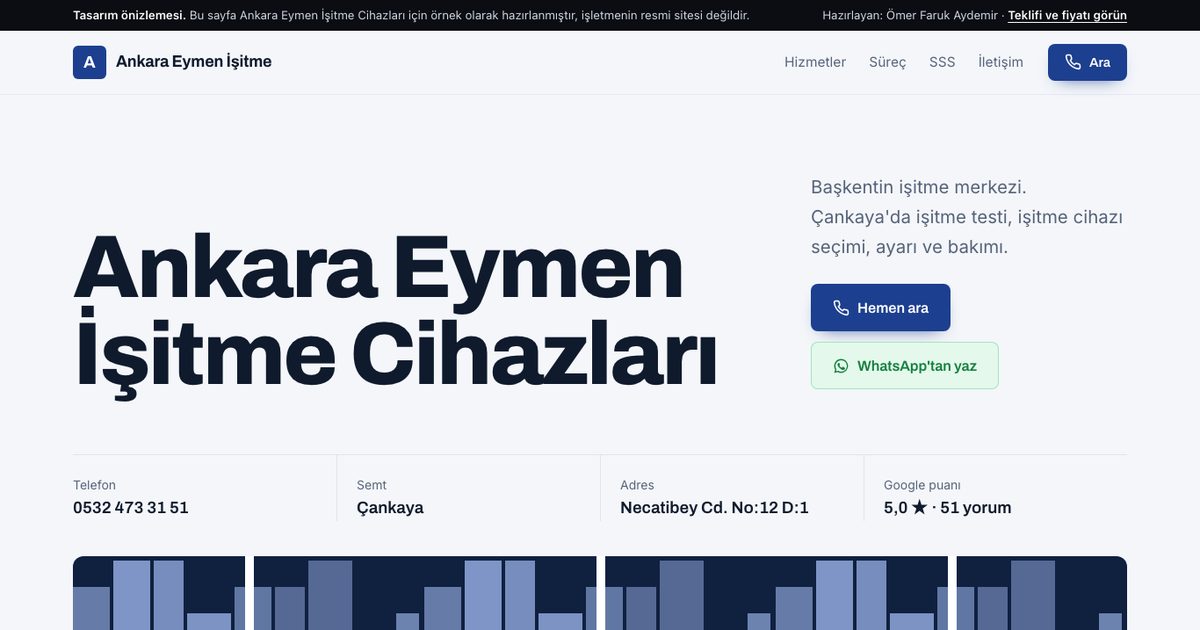 Tasarım önizlemesi. Bu sayfa Ankara Eymen İşitme Cihazları için örnek olarak hazırlanmıştır, işletmenin resmi sitesi değildir.
Hazırlayan: Ömer Faruk Aydemir · Teklifi ve fiyatı görün
A Ankara Eymen İşitme
Hizmetler Süreç SSS İletişim Ara
Ankara Eymen
İşitme Cihazları
Başkentin işitme merkezi.
Çankaya'da işitme testi, işitme cihazı
seçimi, ayarı ve bakımı.
Hemen ara
WhatsApp'tan yaz
Telefon
0532 473 31 51
Semt
Çankaya
Adres
Necatibey Cd. No:12 D:1
Google puanı
5,0 ★ · 51 yorum